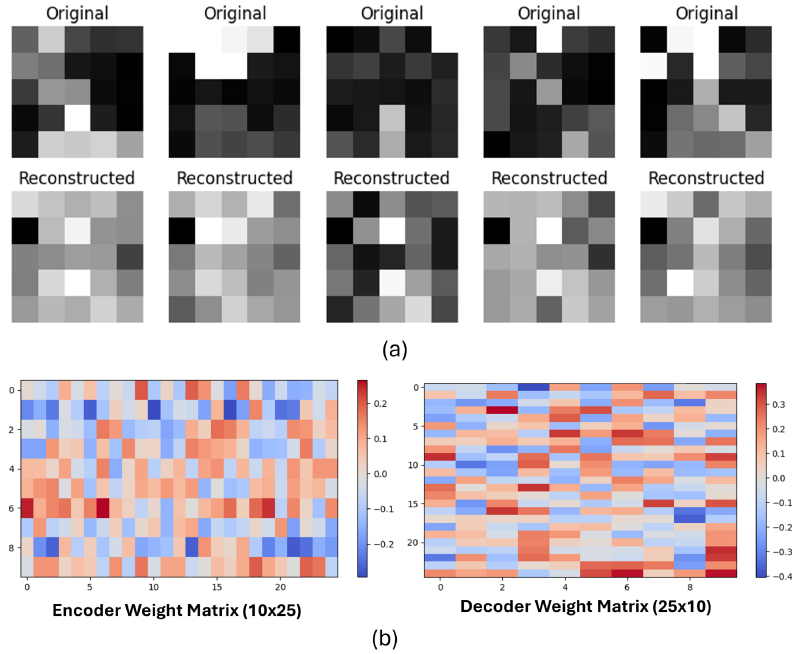 Original Original Original Original Original
Reconstructed Reconstructed Reconstructed Reconstructed Reconstructed
(a)
0
2
4
6
8
0 5 10 15 20
0.2
0.1
0.0
−0.1
−0.2
Encoder Weight Matrix (10x25)
0
5
10
15
20
0 2 4 6 8
0.3
0.2
0.1
0.0
−0.1
−0.2
−0.3
−0.4
Decoder Weight Matrix (25x10)
(b)